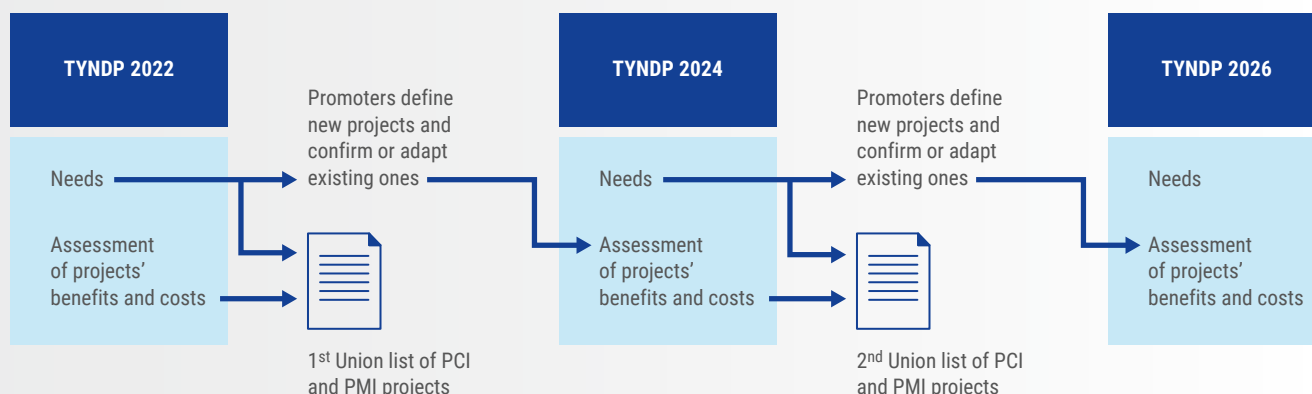 TYNDP 2022
Needs
Assessment
of projects’
benefits and costs
Promoters define
new projects and
confirm or adapt
existing ones
1st Union list of PCI
and PMI projects
TYNDP 2024
Needs
Assessment
of projects’
benefits and costs
Promoters define
new projects and
confirm or adapt
existing ones
2nd Union list of PCI
and PMI projects
TYNDP 2026
Needs
Assessment
of projects’
benefits and costs